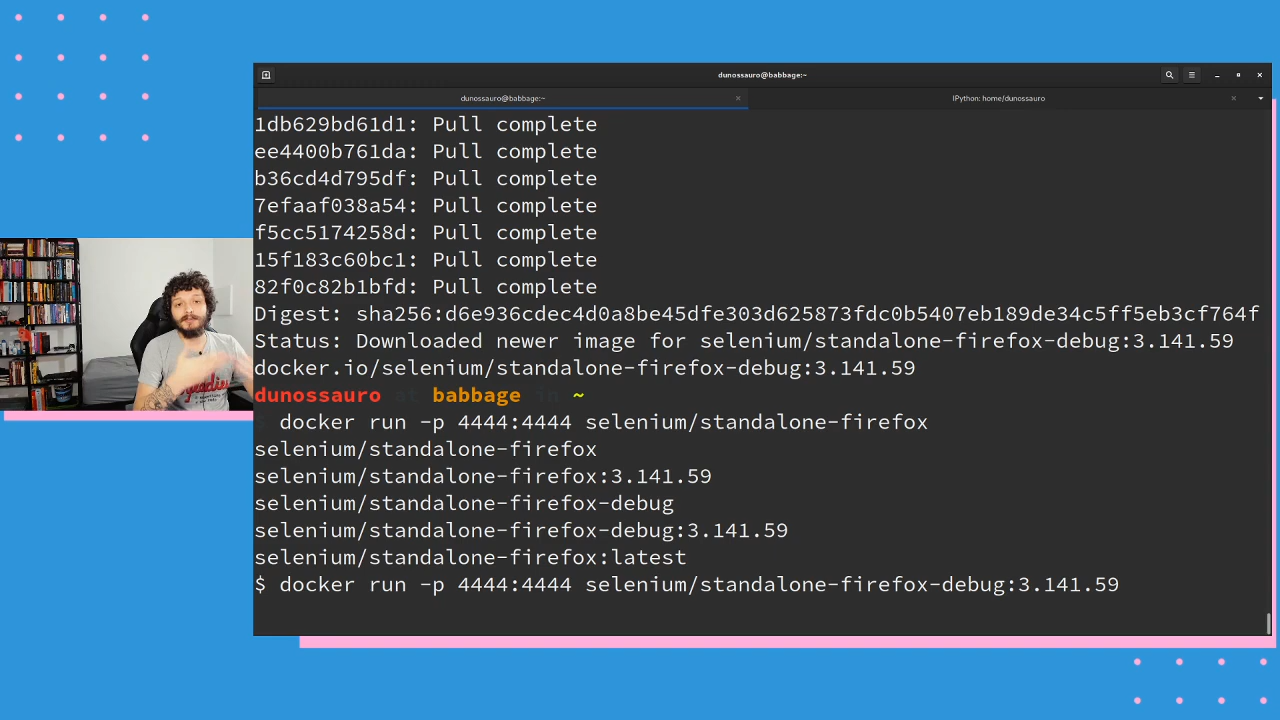 dunossauro@babbage:~
dunossauro@babbage:~
IPython: home/dunossauro
1db629bd61d1: Pull complete
ee4400b761da: Pull complete
b36cd4d795df: Pull complete
7efaaf038a54: Pull complete
f5cc5174258d: Pull complete
15f183c60bc1: Pull complete
82f0c82b1bfd: Pull complete
Digest: sha256:d6e936cdec4d0a8be45dfe303d625873fdc0b5407eb189de34c5ff5eb3cf764f
Status: Downloaded newer image for selenium/standalone-firefox-debug:3.141.59
docker.io/selenium/standalone-firefox-debug:3.141.59
dunossauro at babbage in ~
$ docker run -p 4444:4444 selenium/standalone-firefox
selenium/standalone-firefox
selenium/standalone-firefox:3.141.59
selenium/standalone-firefox-debug
selenium/standalone-firefox-debug:3.141.59
selenium/standalone-firefox:latest
$ docker run -p 4444:4444 selenium/standalone-firefox-debug:3.141.59